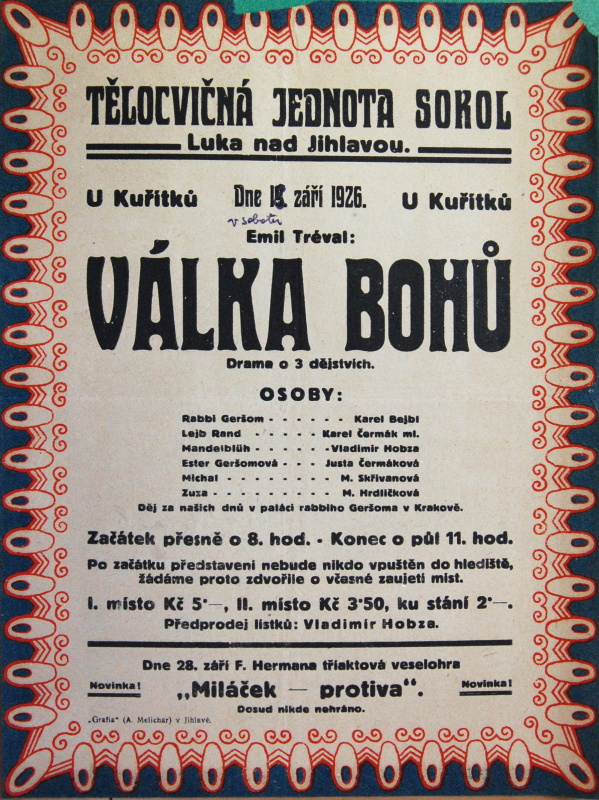 TĚLOCVIČNÁ JEDNOTA SOKOL
Luka nad Jihlavou.
U Kuřítků Dne 18. září 1926. U Kuřítků
v sobotu
Emil Tréval:
VÁLKA BOHŮ
Drama o 3 dějstvích.
OSOBY:
Rabbi Geršom - - - - - - Karel Bejbl
Lejb Rand - - - - - Karel Čermák ml.
Mandelblüh - - - - - - -Vladimír Hobza
Ester Geršomová - - - Justa Čermáková
Michal - - - - - - - - M. Skřivanová
Zuza - - - - - - - - - M. Hrdličková
Děj za našich dnů v paláci rabbiho Geršoma v Krakově.
Začátek přesně o 8. hod. - Konec o půl 11. hod.
Po začátku představení nebude nikdo vpuštěn do hlediště,
žádáme proto zdvořile o včasné zaujetí míst.
I. místo Kč 5·—, II. místo Kč 3·50, ku stání 2·—.
Předprodej lístků: Vladimír Hobza.
Dne 28. září F. Hermana tříaktová veselohra
Novinka! „Miláček — protiva“. Novinka!
Dosud nikde nehráno.
„Grafia“ (A. Melichar) v Jihlavě.